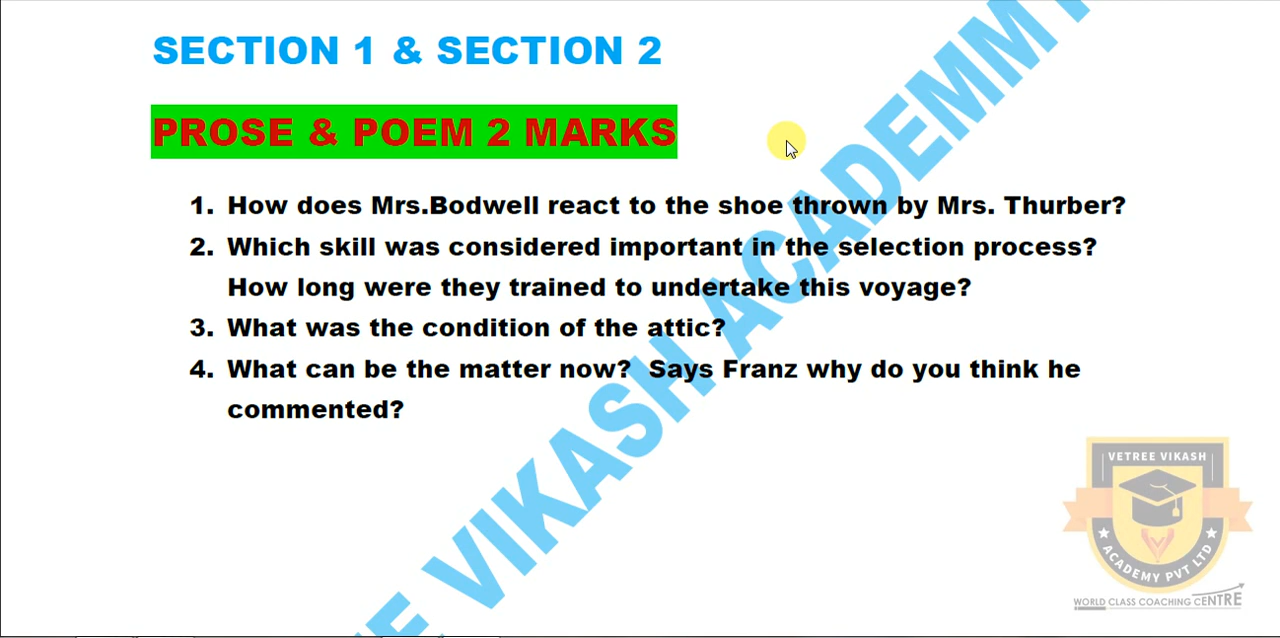 SECTION 1 & SECTION 2
PROSE & POEM 2 MARKS
1. How does Mrs.Bodwell react to the shoe thrown by Mrs. Thurber?
2. Which skill was considered important in the selection process?
How long were they trained to undertake this voyage?
3. What was the condition of the attic?
4. What can be the matter now? Says Franz why do you think he
commented?
VIKASH ACADEMMY
VETREE VIKASH
ACADEMY PVT LTD
WORLD CLASS COACHING CENTRE